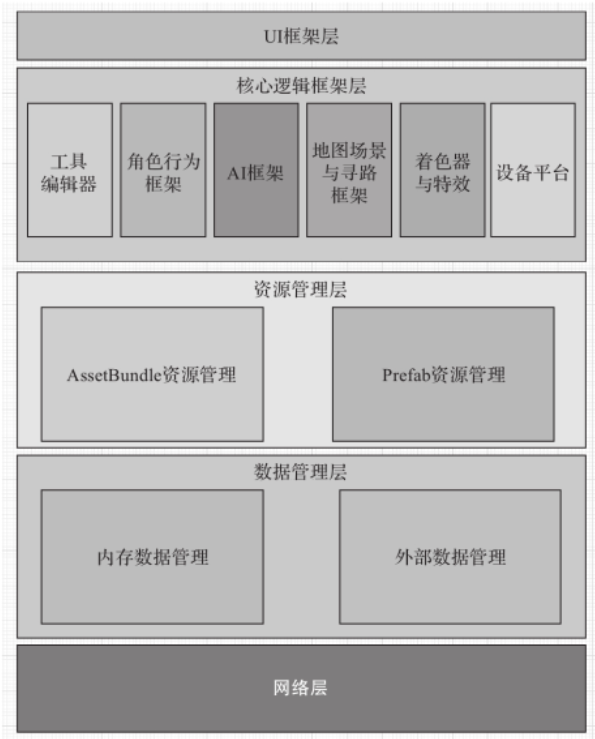 UI框架层
核心逻辑框架层
工具
编辑器
角色行为
框架
AI框架
地图场景
与寻路
框架
着色器
与特效
设备平台
资源管理层
AssetBundle资源管理
Prefab资源管理
数据管理层
内存数据管理
外部数据管理
网络层